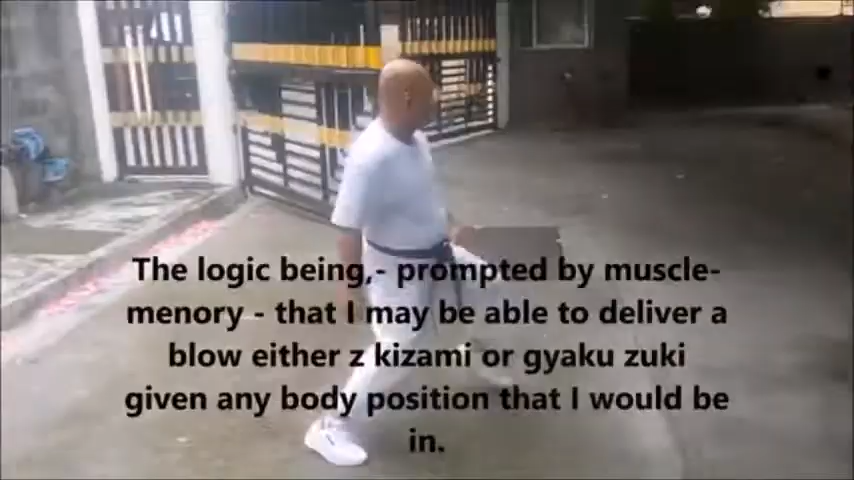 The logic being,- prompted by muscle-
menory - that I may be able to deliver a
blow either z kizami or gyaku zuki
given any body position that I would be
in.